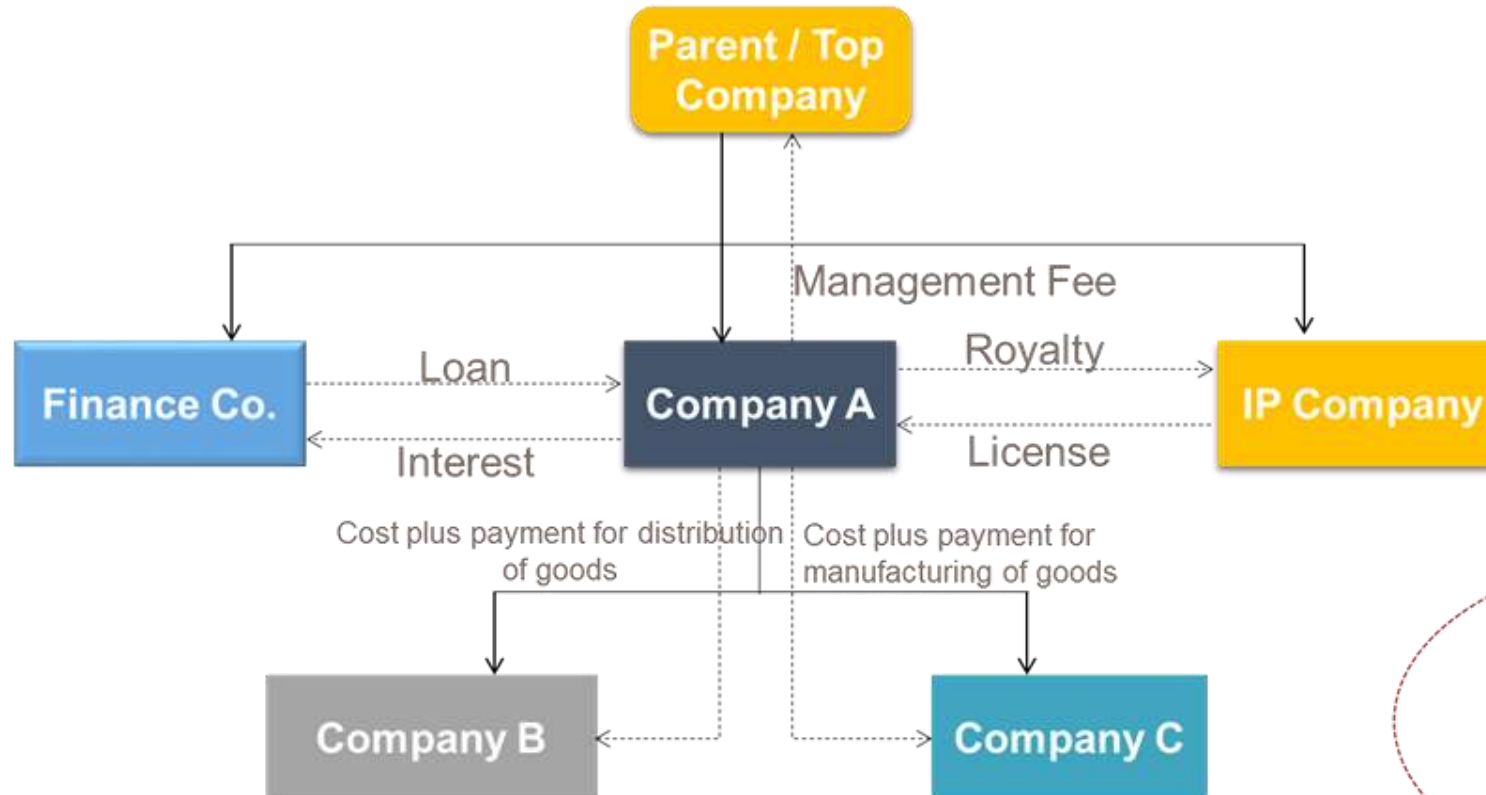 Parent / Top
Company
Management Fee
Royalty
Loan
Finance Co.
Company A
IP Company
Interest
License
Cost plus payment for distribution
of goods
Cost plus payment for
manufacturing of goods
Company B
Company C